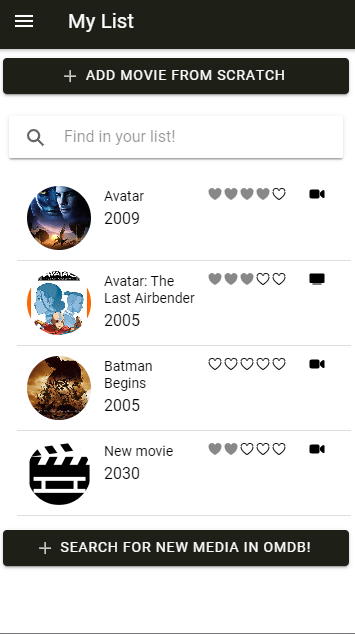 My List
ADD MOVIE FROM SCRATCH
Find in your list!
Avatar
2009
Avatar: The
Last Airbender
2005
Batman
Begins
2005
New movie
2030
SEARCH FOR NEW MEDIA IN OMDB!